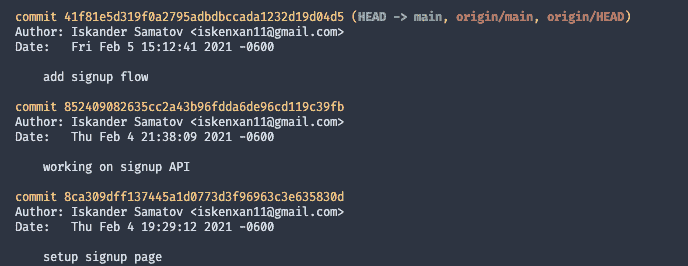 commit 41f81e5d319f0a2795adbdbccada1232d19d04d5 (HEAD -> main, origin/main, origin/HEAD)
Author: Iskander Samatov <iskenxan11@gmail.com>
Date:   Fri Feb 5 15:12:41 2021 -0600
add signup flow
commit 852409082635cc2a43b96fdda6de96cd119c39fb
Author: Iskander Samatov <iskenxan11@gmail.com>
Date:   Thu Feb 4 21:38:09 2021 -0600
working on signup API
commit 8ca309dff137445a1d0773d3f96963c3e635830d
Author: Iskander Samatov <iskenxan11@gmail.com>
Date:   Thu Feb 4 19:29:12 2021 -0600
setup signup page